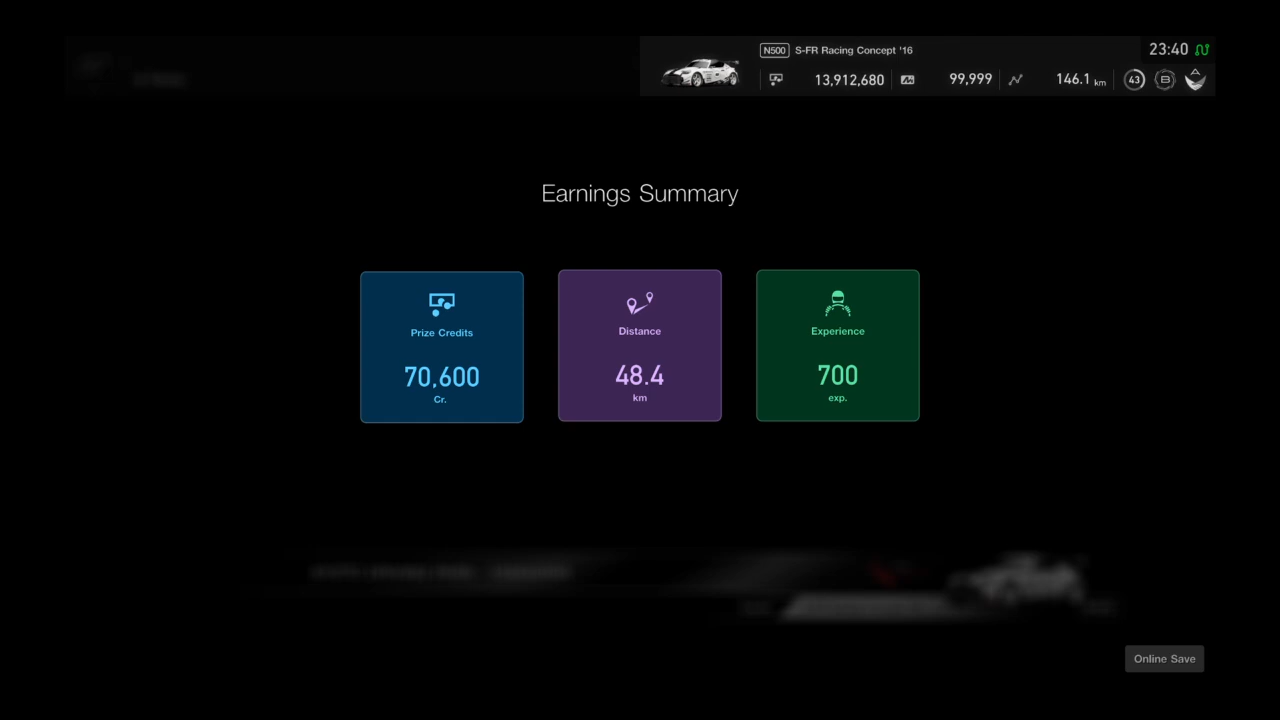 N500 S-FR Racing Concept '16
23:40
13,912,680 99,999 146.1 km 43 B
Earnings Summary
Prize Credits
70,600
Cr.
Distance
48.4
km
Experience
700
exp.
Online Save